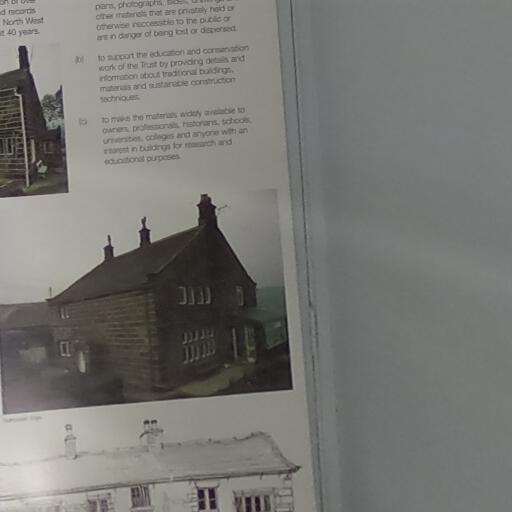 and records
North West
40 years.
plans, photographs, slides,
other materials that are privately held or
otherwise inaccessible to the public or
are in danger of being lost or dispersed.
(b) to support the education and conservation
work of the Trust by providing details and
information about traditional buildings,
materials and sustainable construction
techniques.
(c) to make the materials widely available to
owners, professionals, historians, schools,
universities, colleges and anyone with an
interest in buildings for research and
educational purposes.